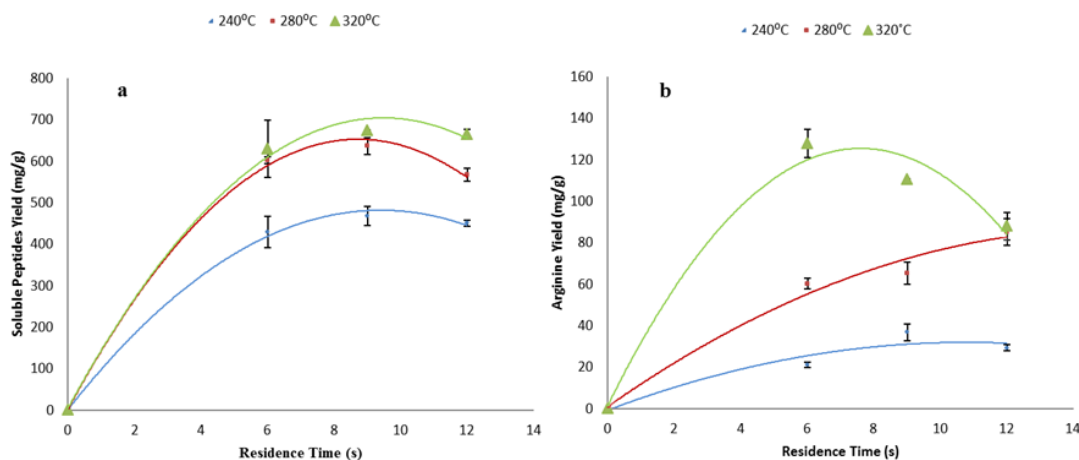 240⁰C 280⁰C 320⁰C
a
Soluble Peptides Yield (mg/g)
800
700
600
500
400
300
200
100
0
0 2 4 6 8 10 12 14
Residence Time (s)
240⁰C 280⁰C 320˚C
b
Arginine Yield (mg/g)
160
140
120
100
80
60
40
20
0
0 2 4 6 8 10 12 14
Residence Time (s)